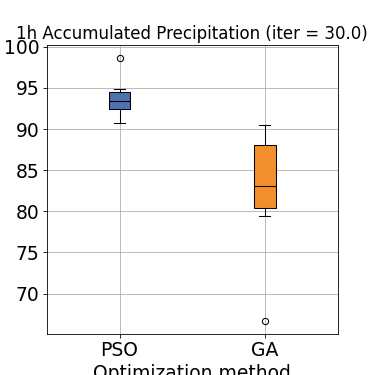 1h Accumulated Precipitation (iter = 30.0)
100
95
90
85
80
75
70
PSO GA
Optimization method